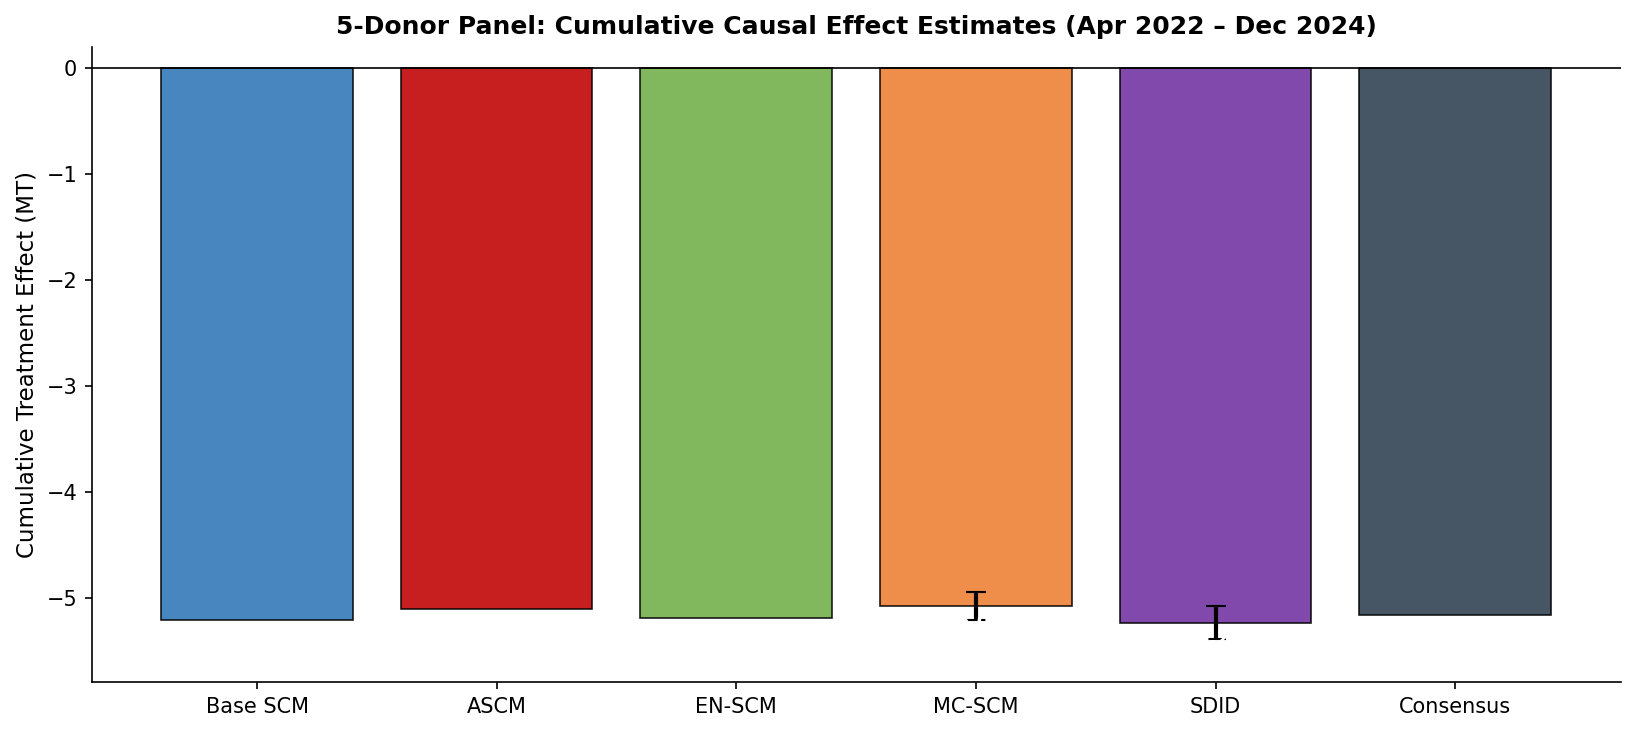 5-Donor Panel: Cumulative Causal Effect Estimates (Apr 2022 – Dec 2024)
Cumulative Treatment Effect (MT)
0
−1
−2
−3
−4
−5
Base SCM
ASCM
EN-SCM
MC-SCM
SDID
Consensus